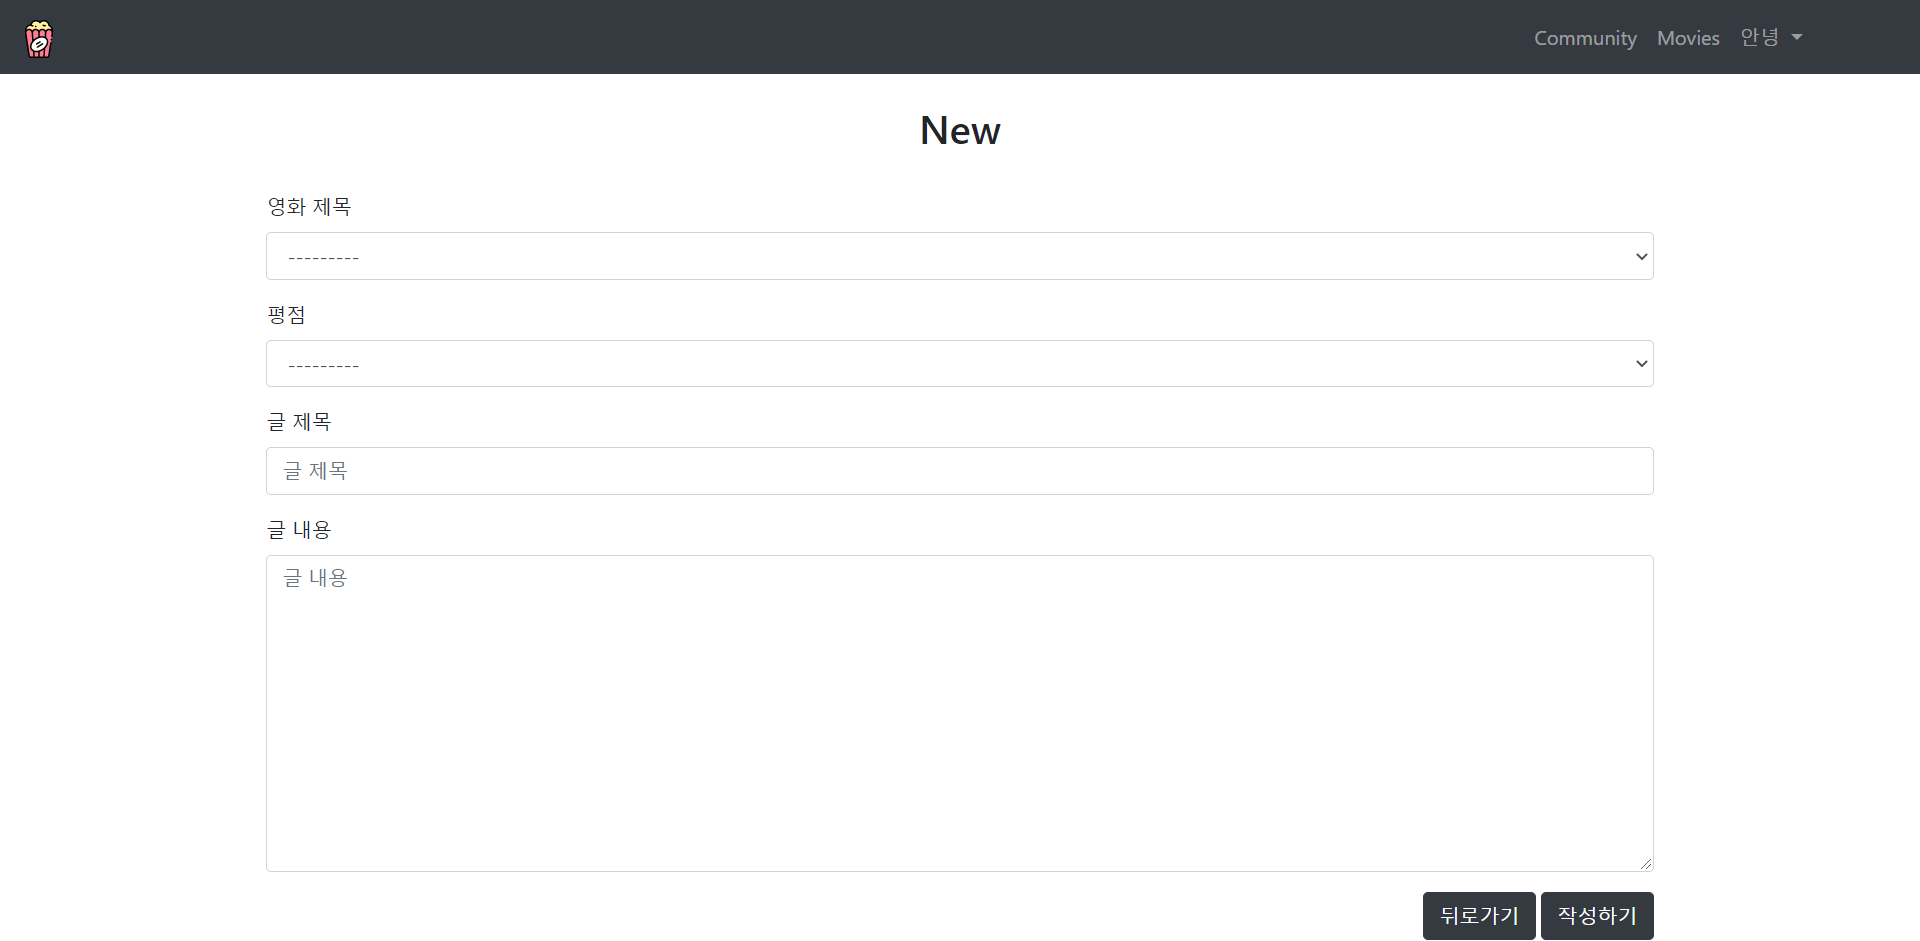 Community Movies 안녕
New
영화 제목
---------
평점
---------
글 제목
글 제목
글 내용
글 내용
뒤로가기 작성하기